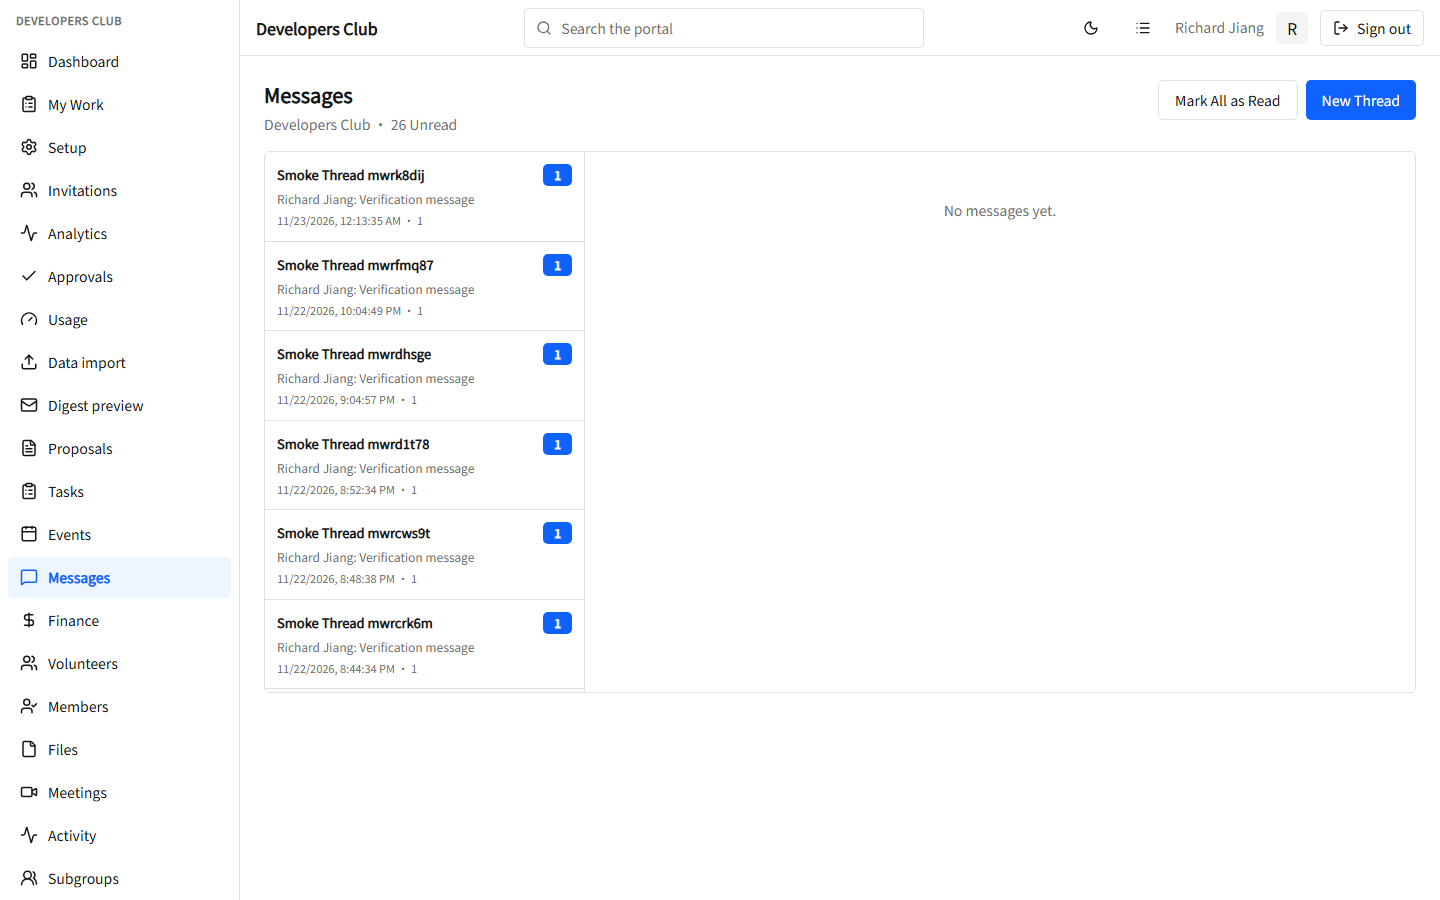 DEVELOPERS CLUB
Dashboard
My Work
Setup
Invitations
Analytics
Approvals
Usage
Data import
Digest preview
Proposals
Tasks
Events
Messages
Finance
Volunteers
Members
Files
Meetings
Activity
Subgroups
Developers Club
Search the portal
Richard Jiang
R
Sign out
Messages
Developers Club • 26 Unread
Mark All as Read
New Thread
Smoke Thread mwrk8dij
1
Richard Jiang: Verification message
11/23/2026, 12:13:35 AM • 1
Smoke Thread mwrfmq87
1
Richard Jiang: Verification message
11/22/2026, 10:04:49 PM • 1
Smoke Thread mwrdhsge
1
Richard Jiang: Verification message
11/22/2026, 9:04:57 PM • 1
Smoke Thread mwrd1t78
1
Richard Jiang: Verification message
11/22/2026, 8:52:34 PM • 1
Smoke Thread mwrcws9t
1
Richard Jiang: Verification message
11/22/2026, 8:48:38 PM • 1
Smoke Thread mwrcrk6m
1
Richard Jiang: Verification message
11/22/2026, 8:44:34 PM • 1
No messages yet.